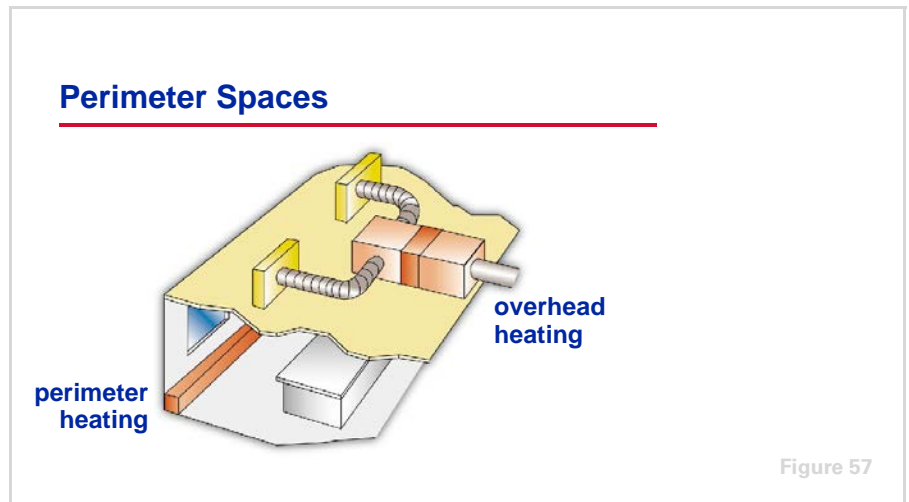 Perimeter Spaces
overhead
heating
perimeter
heating
Figure 57